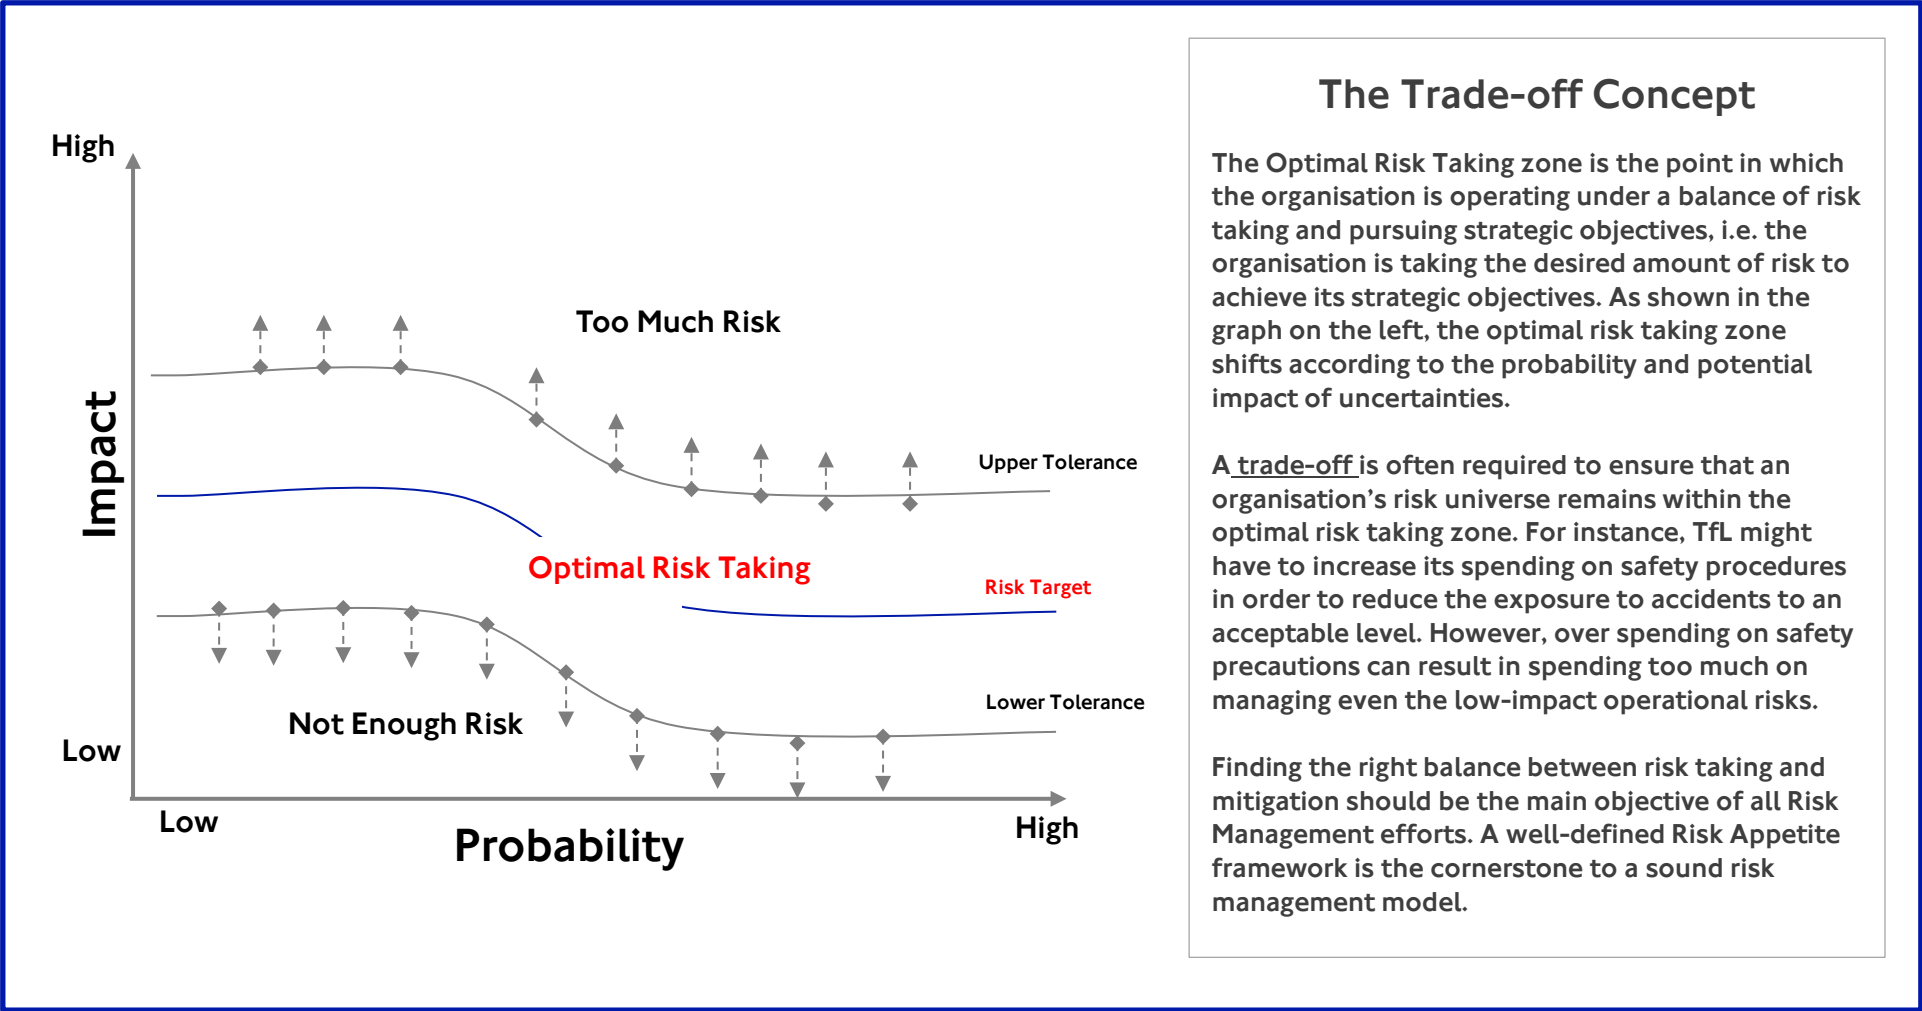 High
Impact
Too Much Risk
Upper Tolerance
Optimal Risk Taking
Risk Target
Not Enough Risk
Lower Tolerance
Low
Low
Probability
High
The Trade-off Concept
The Optimal Risk Taking zone is the point in which
the organisation is operating under a balance of risk
taking and pursuing strategic objectives, i.e. the
organisation is taking the desired amount of risk to
achieve its strategic objectives. As shown in the
graph on the left, the optimal risk taking zone
shifts according to the probability and potential
impact of uncertainties.
A trade-off is often required to ensure that an
organisation’s risk universe remains within the
optimal risk taking zone. For instance, TfL might
have to increase its spending on safety procedures
in order to reduce the exposure to accidents to an
acceptable level. However, over spending on safety
precautions can result in spending too much on
managing even the low-impact operational risks.
Finding the right balance between risk taking and
mitigation should be the main objective of all Risk
Management efforts. A well-defined Risk Appetite
framework is the cornerstone to a sound risk
management model.